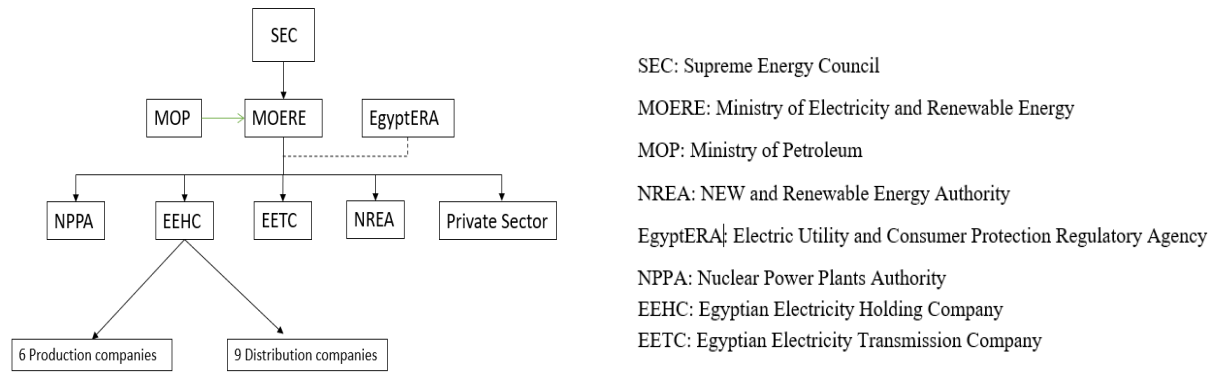 SEC
MOP
MOERE
EgyptERA
NPPA
EEHC
EETC
NREA
Private Sector
6 Production companies
9 Distribution companies
SEC: Supreme Energy Council
MOERE: Ministry of Electricity and Renewable Energy
MOP: Ministry of Petroleum
NREA: NEW and Renewable Energy Authority
EgyptERA: Electric Utility and Consumer Protection Regulatory Agency
NPPA: Nuclear Power Plants Authority
EEHC: Egyptian Electricity Holding Company
EETC: Egyptian Electricity Transmission Company